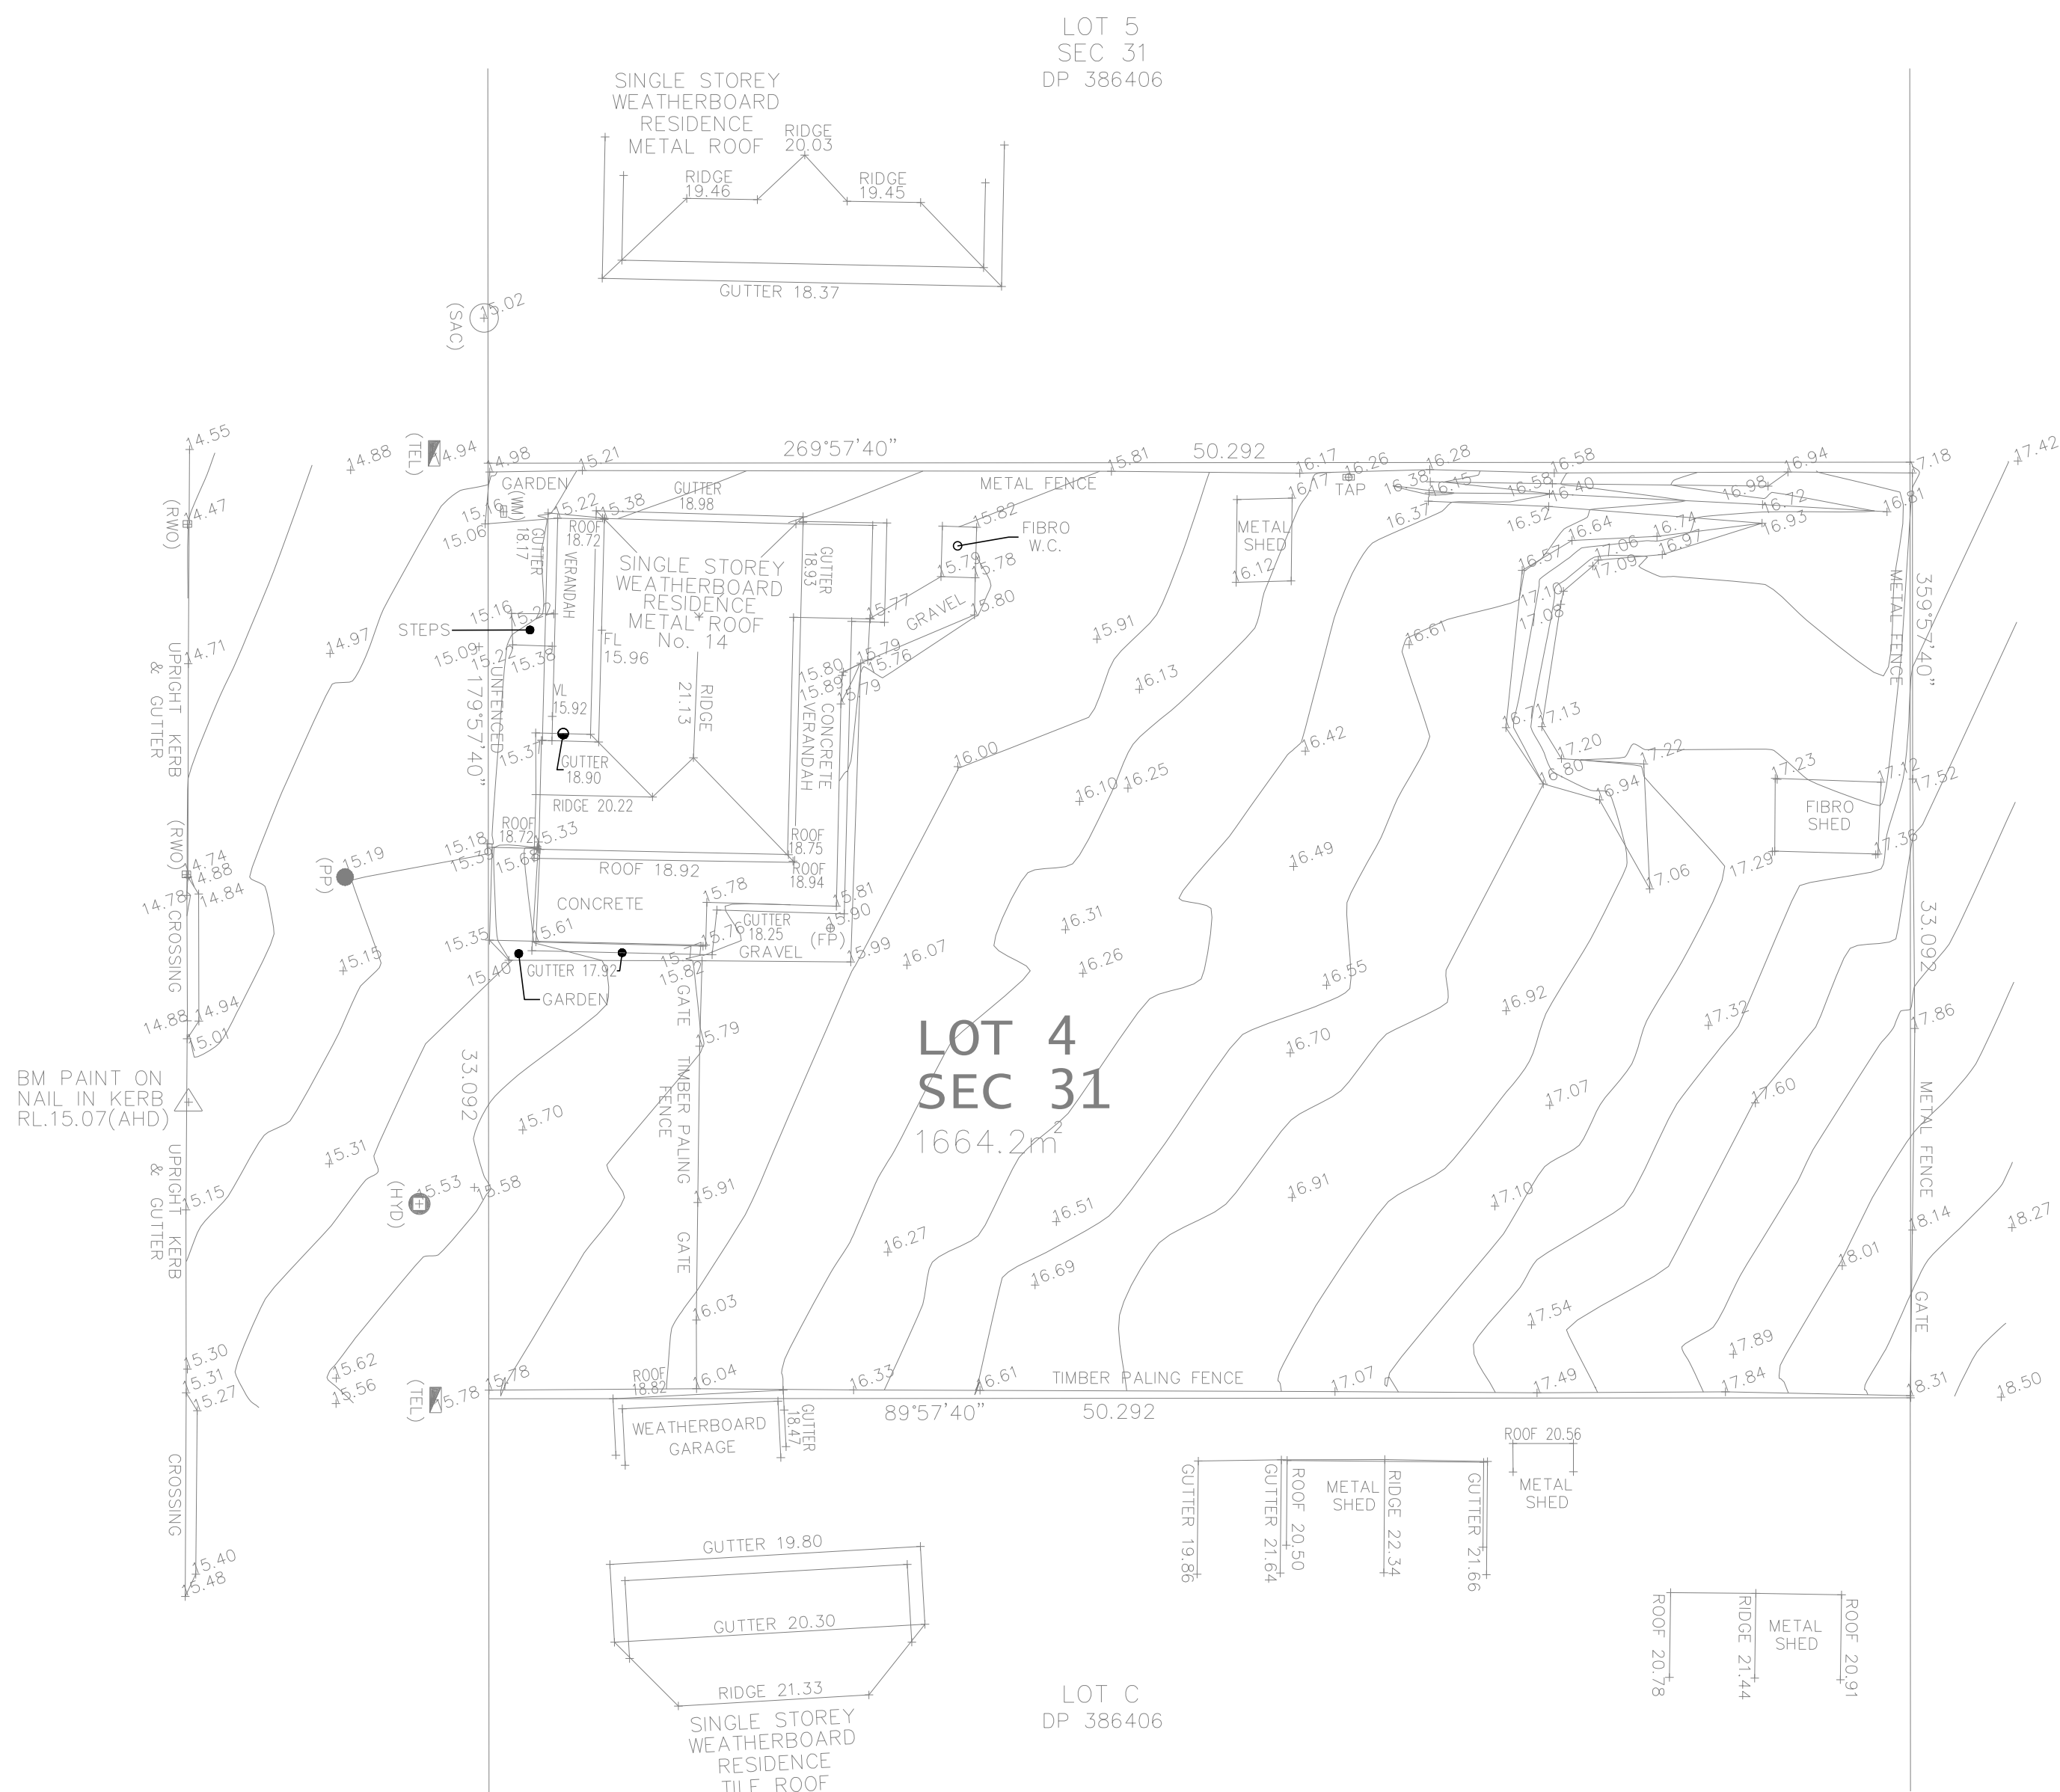 LOT 5
SEC 31
DP 386406
SINGLE STOREY
WEATHERBOARD
RESIDENCE
METAL ROOF
RIDGE
20.03
RIDGE
19.46
RIDGE
19.45
GUTTER 18.37
(SAC)
15.02
14.55
14.88
(TEL)
14.94
14.98
15.21
269°57'40"
50.292
15.81
16.17
16.26
16.28
16.58
16.94
17.18
17.42
GARDEN
METAL FENCE
TAP
(RWO)
14.47
15.16
(WM)
15.06
15.22
15.38
GUTTER
18.98
GUTTER
18.17
ROOF
18.72
VERANDAH
15.82
FIBRO
W.C.
16.17
METAL
SHED
16.12
16.38
16.15
16.37
16.58
16.40
16.52
16.98
16.72
16.81
16.64
16.74
16.93
16.57
17.06
16.97
17.09
17.10
17.08
SINGLE STOREY
WEATHERBOARD
RESIDENCE
METAL ROOF
No. 14
GUTTER
18.93
15.79
15.78
15.77
GRAVEL
15.80
STEPS
15.16
15.22
15.09
15.22
15.38
FL
15.96
15.79
15.76
15.80
15.79
15.91
16.13
16.61
METAL FENCE
359°57'40"
14.97
14.71
UPRIGHT KERB
& GUTTER
179°57'40"
UNFENCED
VL
15.92
RIDGE
21.13
CONCRETE
VERANDAH
GUTTER
18.90
RIDGE 20.22
16.00
16.10
16.25
16.42
16.71
17.13
17.20
17.22
16.80
16.94
17.23
17.12
17.52
FIBRO
SHED
17.29
17.36
17.06
ROOF
18.72
15.33
15.18
ROOF
18.75
ROOF 18.92
ROOF
18.94
16.49
(RWO)
14.74
14.88
14.78
14.84
CROSSING
(PP)
15.19
CONCRETE
15.78
15.81
15.90
(FP)
GUTTER
18.25
GRAVEL
15.61
15.76
15.35
15.40
GUTTER 17.92
15.82
15.99
16.07
16.31
16.26
16.55
GARDEN
15.15
14.88
14.94
15.01
GATE
15.79
33.092
33.092
LOT 4
SEC 31
1664.2m²
16.70
16.92
17.32
17.86
BM PAINT ON
NAIL IN KERB
RL.15.07(AHD)
TIMBER PALING
FENCE
15.70
17.07
17.60
METAL FENCE
UPRIGHT KERB
& GUTTER
15.31
15.15
(HYD)
15.53
15.58
15.91
GATE
16.27
16.51
16.69
16.91
17.10
18.01
18.14
18.27
16.03
17.54
17.89
GATE
15.30
15.31
15.27
15.62
15.56
(TEL)
15.78
15.78
ROOF
18.82
16.04
16.33
16.61
TIMBER PALING FENCE
17.07
17.49
17.84
18.31
18.50
89°57'40"
50.292
WEATHERBOARD
GARAGE
GUTTER
18.47
CROSSING
15.40
15.48
GUTTER 19.86
GUTTER 21.64
ROOF 20.50
METAL
SHED
RIDGE 22.34
GUTTER 21.66
ROOF 20.56
METAL
SHED
GUTTER 19.80
GUTTER 20.30
RIDGE 21.33
SINGLE STOREY
WEATHERBOARD
RESIDENCE
TILE ROOF
LOT C
DP 386406
ROOF 20.78
RIDGE 21.44
METAL
SHED
ROOF 20.91